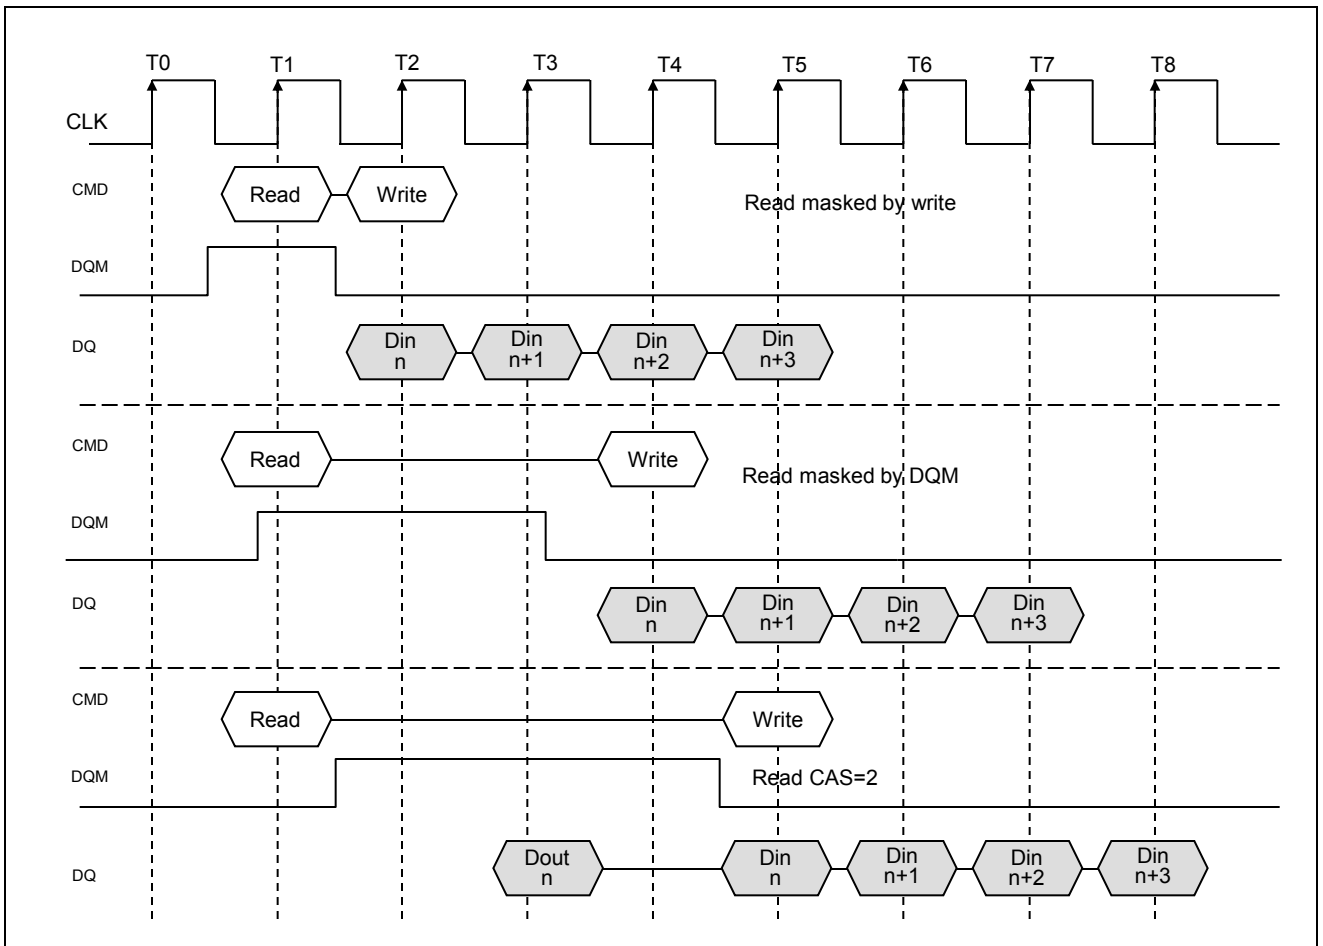 T0 T1 T2 T3 T4 T5 T6 T7 T8
CLK
CMD Read Write Read masked by write
DQM
DQ Din Din Din Din
n n+1 n+2 n+3
CMD Read Write Read masked by DQM
DQM
DQ Din Din Din Din
n n+1 n+2 n+3
CMD Read Write
DQM Read CAS=2
DQ Dout Din Din Din Din
n n n+1 n+2 n+3